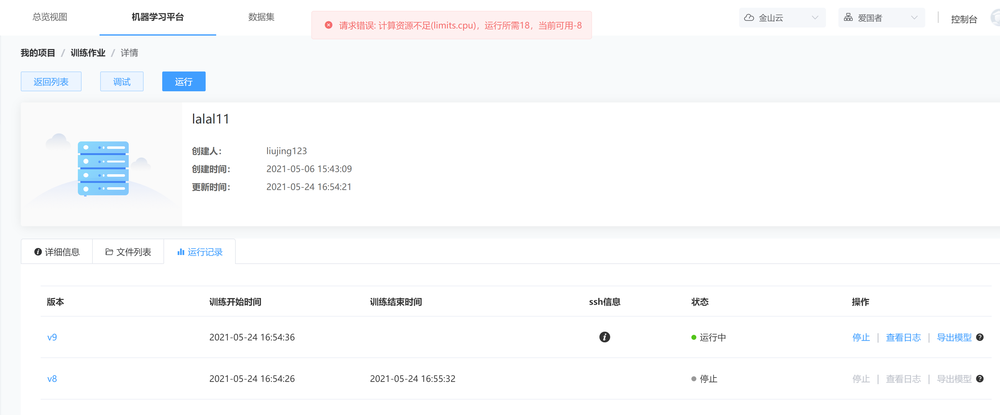 总览视图 机器学习平台 数据集 请求错误: 计算资源不足(limits.cpu)，运行所需18，当前可用-8 金山云 爱国者 控制台
我的项目 / 训练作业 / 详情
返回列表 调试 运行
lalal11
创建人： liujing123
创建时间： 2021-05-06 15:43:09
更新时间： 2021-05-24 16:54:21
详细信息 文件列表 运行记录
版本 训练开始时间 训练结束时间 ssh信息 状态 操作
v9 2021-05-24 16:54:36 运行中 停止 | 查看日志 | 导出模型
v8 2021-05-24 16:54:26 2021-05-24 16:55:32 停止 停止 | 查看日志 | 导出模型